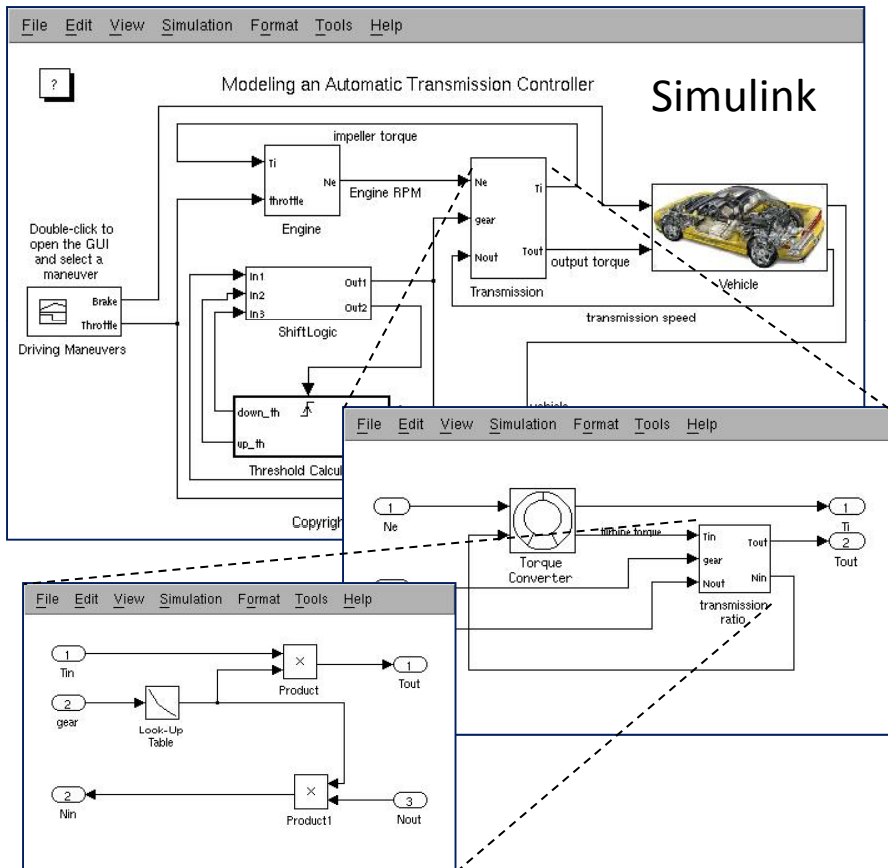 File Edit View Simulation Format Tools Help
?
Modeling an Automatic Transmission Controller
Simulink
impeller torque
Ti
throttle
Ne
Engine
Engine RPM
Ne
gear
Nout
Ti
Tout
Transmission
output torque
Vehicle
transmission speed
Double-click to
open the GUI
and select a
maneuver
Brake
Throttle
Driving Maneuvers
In1
In2
In3
Out1
Out2
ShiftLogic
down_th
up_th
Threshold Calcul
vehicle
Copyrigh
File Edit View Simulation Format Tools Help
1
Ne
Torque
Converter
turbine torque
Tin
gear
Nout
Tout
Nin
transmission
ratio
1
Ti
2
Tout
File Edit View Simulation Format Tools Help
1
Tin
2
gear
Look-Up
Table
×
Product
1
Tout
2
Nin
×
Product1
3
Nout